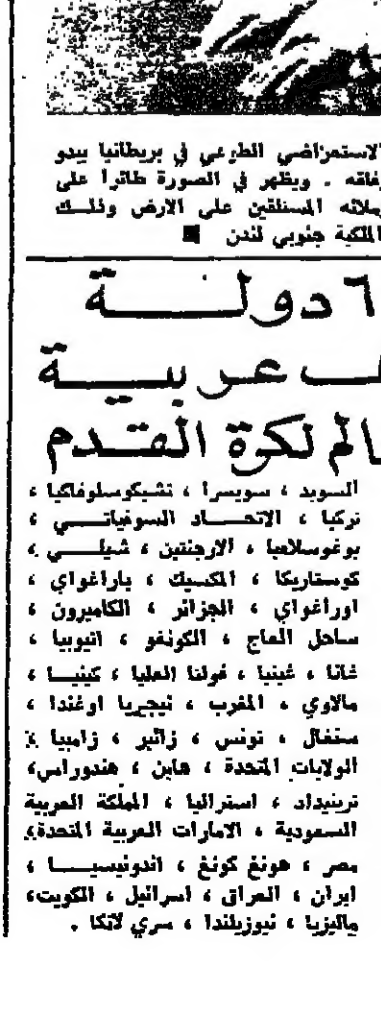 الاستعراضي الطوعي في بريطانيا يبدو
فاقه . ويظهر في الصورة طائرا على
ملائه المستلقين على الارض وذلك
الملكية جنوبي لندن
٦ دولة
ـب عربية
ـالم لكرة القدم
السويد ، سويسرا ، تشيكوسلوفاكيا ،
تركيا ، الاتحاد السوفياتي ،
يوغوسلافيا ، الارجنتين ، شيلي ،
كوستاريكا ، المكسيك ، باراغواي ،
اوراغواي ، الجزائر ، الكاميرون ،
ساحل العاج ، الكونغو ، اثيوبيا ،
غانا ، غينيا ، فولتا العليا ، كينيا ،
مالاوي ، المغرب ، نيجيريا اوغندا ،
سنغال ، تونس ، زائير ، زامبيا ،
الولايات المتحدة ، هندوراس،
ترينيداد ، استراليا ، المملكة العربية
السعودية ، الامارات العربية المتحدة،
مصر ، هونغ كونغ ، اندونيسيا ،
ايران ، العراق ، اسرائيل ، الكويت،
ماليزيا ، نيوزيلندا ، سري لانكا .